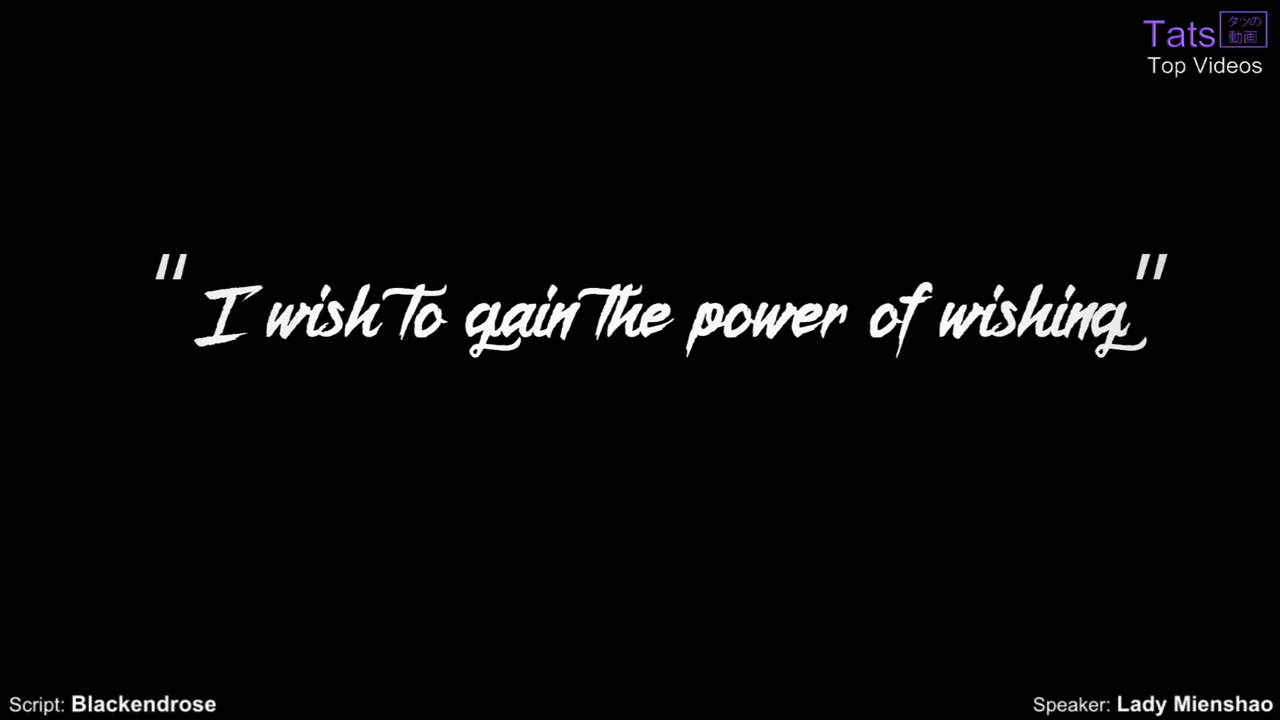 Tats タツの
動画
Top Videos
" I wish to gain the power of wishing "
Script: Blackendrose
Speaker: Lady Mienshao